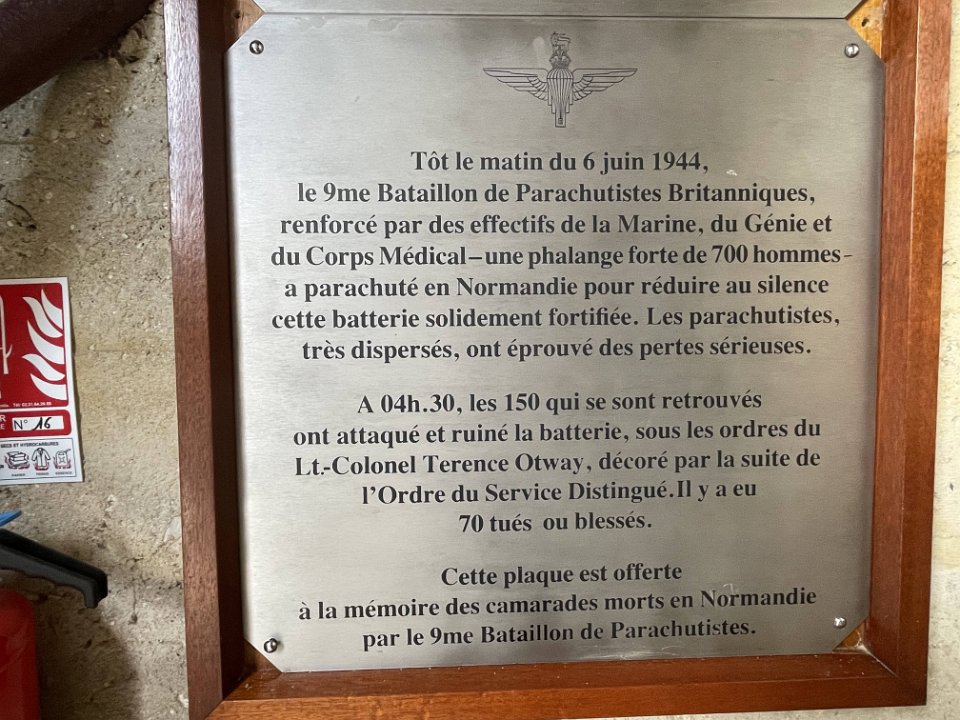 Tôt le matin du 6 juin 1944,
le 9me Bataillon de Parachutistes Britanniques,
renforcé par des effectifs de la Marine, du Génie et
du Corps Médical–une phalange forte de 700 hommes–
a parachuté en Normandie pour réduire au silence
cette batterie solidement fortifiée. Les parachutistes,
très dispersés, ont éprouvé des pertes sérieuses.
A 04h.30, les 150 qui se sont retrouvés
ont attaqué et ruiné la batterie, sous les ordres du
Lt.-Colonel Terence Otway, décoré par la suite de
l'Ordre du Service Distingué.Il y a eu
70 tués ou blessés.
Cette plaque est offerte
à la mémoire des camarades morts en Normandie
par le 9me Bataillon de Parachutistes.
N° 16
ET HYDROCARBURES